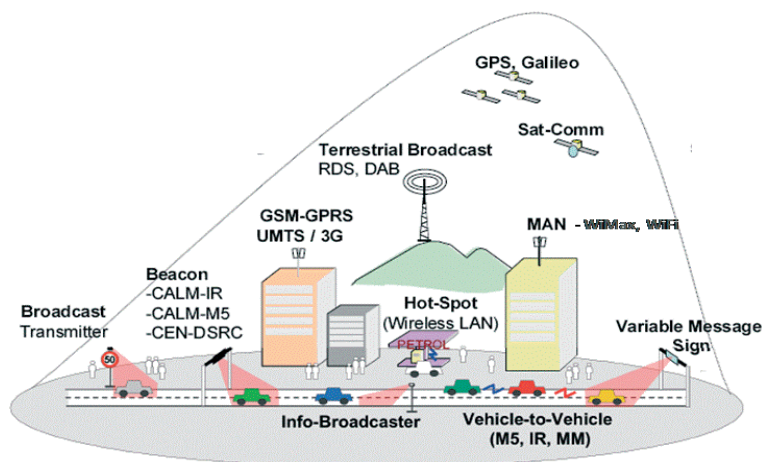 GPS, Galileo
Sat-Comm
Terrestrial Broadcast
RDS, DAB
GSM-GPRS
UMTS / 3G
MAN - WiMax, WiFi
Beacon
-CALM-IR
-CALM-M5
-CEN-DSRC
Broadcast
Transmitter
Hot-Spot
(Wireless LAN)
PETROL
Variable Message
Sign
50
Info-Broadcaster
Vehicle-to-Vehicle
(M5, IR, MM)